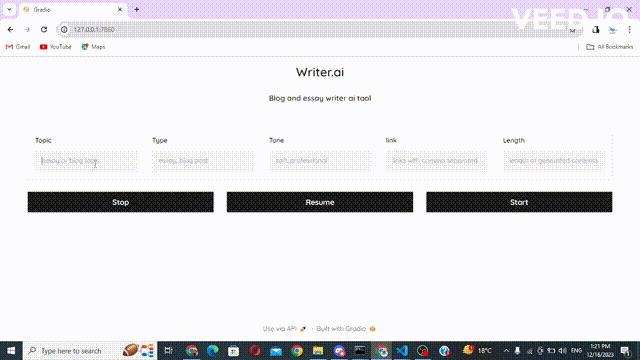 VEED.IO
Gradio
127.0.0.1:7860
Gmail YouTube Maps All Bookmarks
Writer.ai
Blog and essay writer ai tool
Topic Type Tone link Length
essay or blog topic essay, blog post soft, professional links with comma separated length of generated contents
Stop Resume Start
Use via API · Built with Gradio
Type here to search 18°C ENG 1:21 PM
12/16/2023